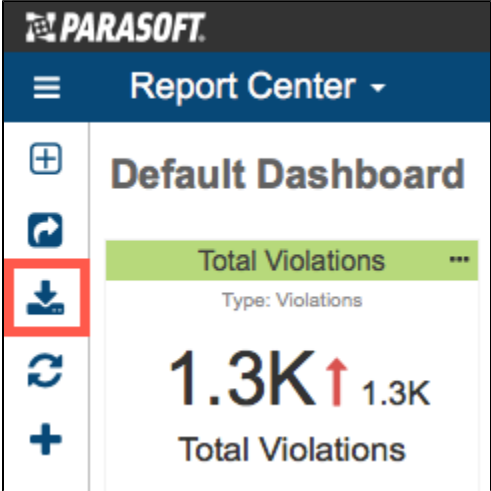 PARASOFT.
Report Center
Default Dashboard
Total Violations
Type: Violations
1.3K 1.3K
Total Violations